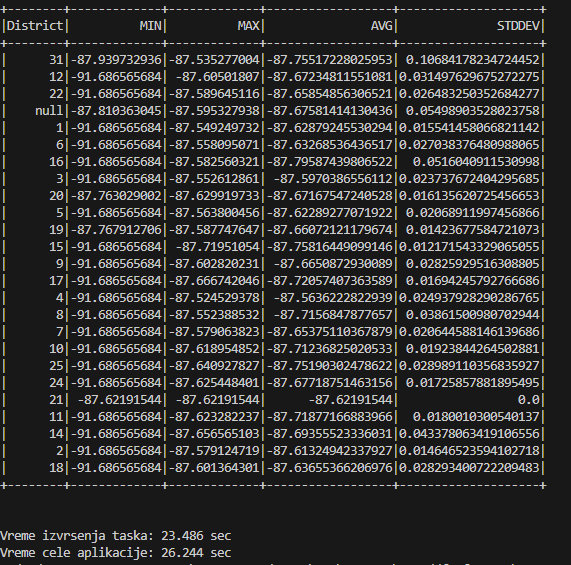 +--------+-------------+-------------+------------------+--------------------+
|District| MIN| MAX| AVG| STDDEV|
+--------+-------------+-------------+------------------+--------------------+
| 31|-87.939732936|-87.535277004|-87.75517228025953| 0.10684178234724452|
| 12|-91.686565684| -87.60501807|-87.67234811551081|0.031497629675272275|
| 22|-91.686565684|-87.589645116|-87.65854856306521|0.026483250352684277|
| null|-87.810363045|-87.595327938|-87.67581414130436| 0.05498903528023758|
| 1|-91.686565684|-87.549249732|-87.62879245530294|0.015541458066821142|
| 6|-91.686565684|-87.558095071|-87.63268536436517|0.027038376480988065|
| 16|-91.686565684|-87.582560321|-87.79587439806522| 0.0516040911530998|
| 3|-91.686565684|-87.552612861| -87.5970386556112|0.023737672404295685|
| 20|-87.763029002|-87.629919733|-87.67167547240528|0.016135620725456653|
| 5|-91.686565684|-87.563800456|-87.62289277071922| 0.02068911997456866|
| 19|-87.767912706|-87.587747647|-87.66072121179674| 0.01423677584721073|
| 15|-91.686565684| -87.71951054|-87.75816449099146|0.012171543329065055|
| 9|-91.686565684|-87.602820231| -87.6650872930089| 0.02825929516308805|
| 17|-91.686565684|-87.666742046|-87.72057407363589| 0.01694245792766686|
| 4|-91.686565684|-87.524529378| -87.5636222822939|0.024937928290286765|
| 8|-91.686565684|-87.552388532| -87.7156847877657| 0.03861500980702944|
| 7|-91.686565684|-87.579063823|-87.65375110367879|0.020644588146139686|
| 10|-91.686565684|-87.618954852|-87.71236825020533| 0.01923844264502881|
| 25|-91.686565684|-87.640927827|-87.75190302478622|0.028989110356835927|
| 24|-91.686565684|-87.625448401|-87.67718751463156| 0.01725857881895495|
| 21| -87.62191544| -87.62191544| -87.62191544| 0.0|
| 11|-91.686565684|-87.623282237|-87.71877166883966| 0.0180010300540137|
| 14|-91.686565684|-87.656565103|-87.69355523336031|0.043378063419106556|
| 2|-91.686565684|-87.579124719|-87.61324942337927|0.014646523594102718|
| 18|-91.686565684|-87.601364301|-87.63655366206976|0.028293400722209483|
+--------+-------------+-------------+------------------+--------------------+
Vreme izvrsenja taska: 23.486 sec
Vreme cele aplikacije: 26.244 sec